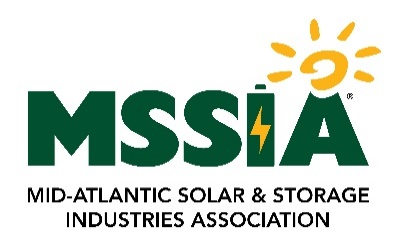 MSSIA®
MID-ATLANTIC SOLAR & STORAGE
INDUSTRIES ASSOCIATION